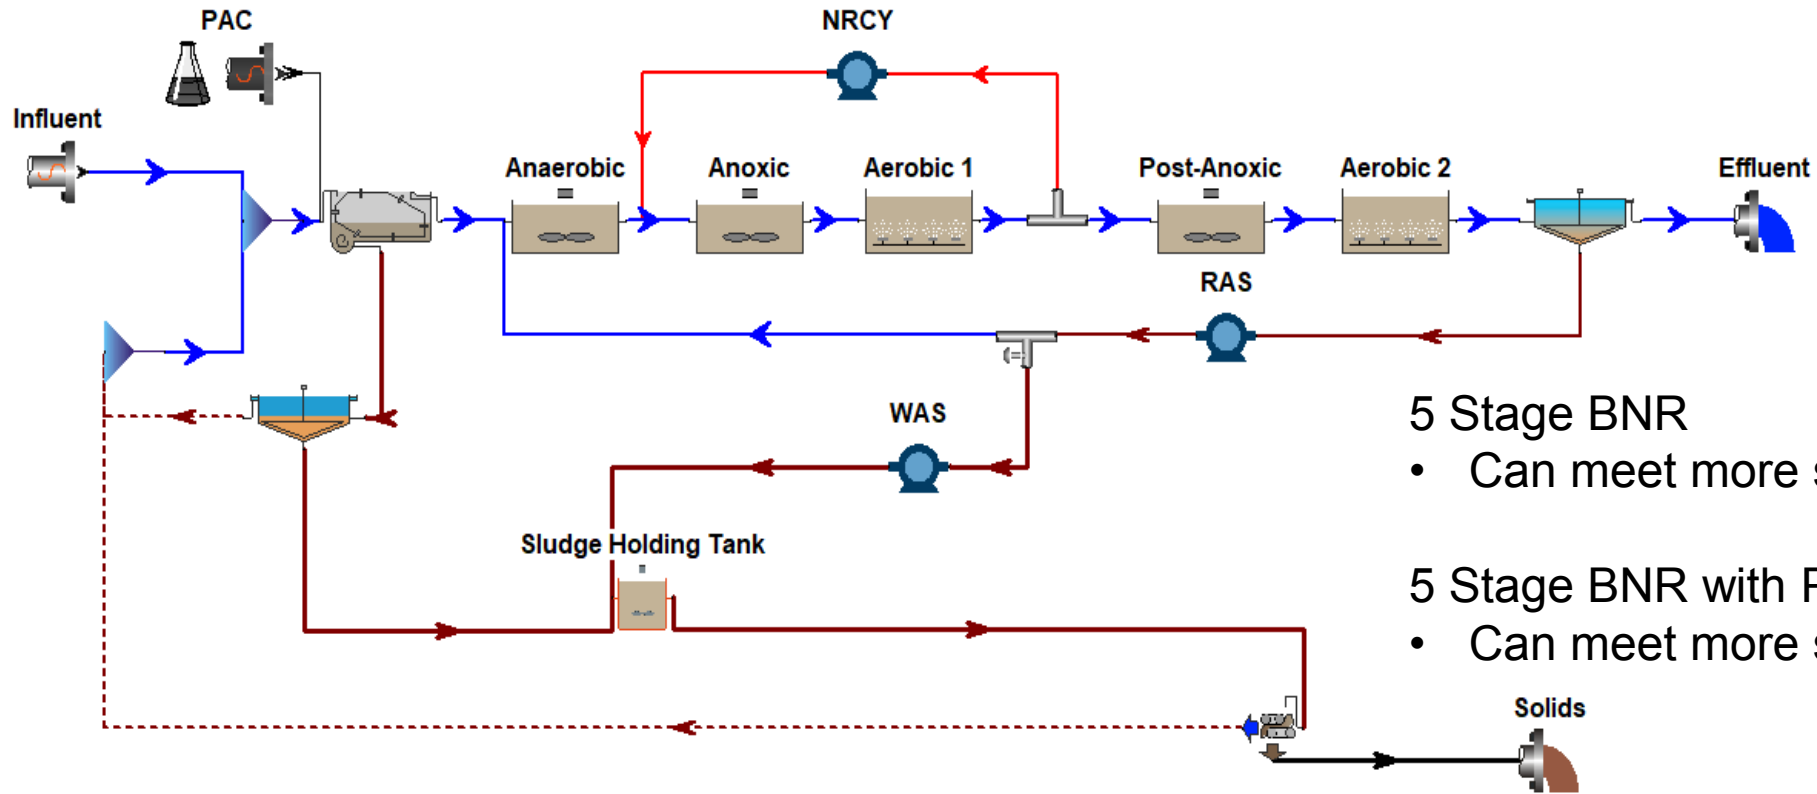 PAC
NRCY
Influent
Anaerobic
Anoxic
Aerobic 1
Post-Anoxic
Aerobic 2
Effluent
RAS
WAS
Sludge Holding Tank
5 Stage BNR
• Can meet more
5 Stage BNR with
• Can meet more
Solids